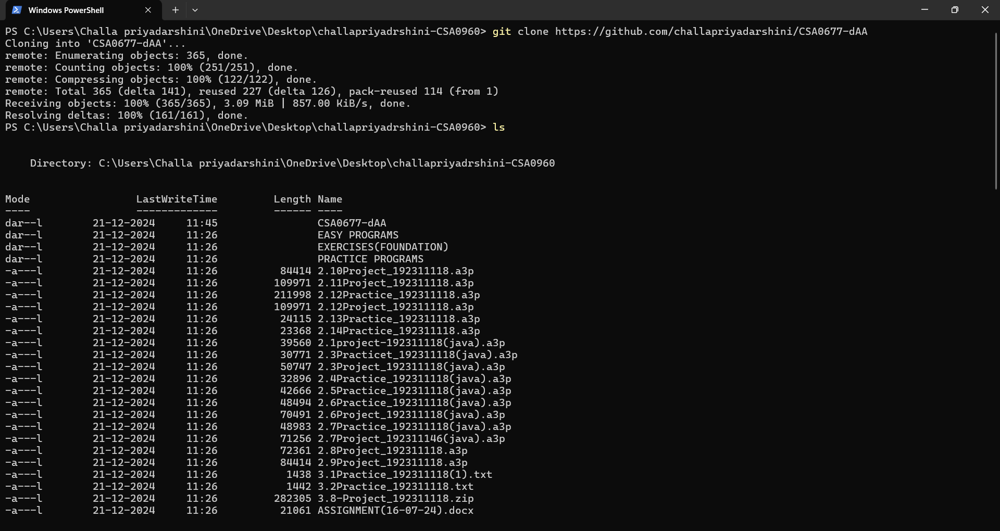 Windows PowerShell
PS C:\Users\Challa priyadarshini\OneDrive\Desktop\challapriyadrshini-CSA0960> git clone https://github.com/challapriyadarshini/CSA0677-dAA
Cloning into 'CSA0677-dAA'...
remote: Enumerating objects: 365, done.
remote: Counting objects: 100% (251/251), done.
remote: Compressing objects: 100% (122/122), done.
remote: Total 365 (delta 141), reused 227 (delta 126), pack-reused 114 (from 1)
Receiving objects: 100% (365/365), 3.09 MiB | 857.00 KiB/s, done.
Resolving deltas: 100% (161/161), done.
PS C:\Users\Challa priyadarshini\OneDrive\Desktop\challapriyadrshini-CSA0960> ls
    Directory: C:\Users\Challa priyadarshini\OneDrive\Desktop\challapriyadrshini-CSA0960
Mode                 LastWriteTime         Length Name
----                 -------------         ------ ----
dar--l        21-12-2024     11:45                CSA0677-dAA
dar--l        21-12-2024     11:26                EASY PROGRAMS
dar--l        21-12-2024     11:26                EXERCISES(FOUNDATION)
dar--l        21-12-2024     11:26                PRACTICE PROGRAMS
-a---l        21-12-2024     11:26          84414 2.10Project_192311118.a3p
-a---l        21-12-2024     11:26         109971 2.11Project_192311118.a3p
-a---l        21-12-2024     11:26         211998 2.12Practice_192311118.a3p
-a---l        21-12-2024     11:26         109971 2.12Project_192311118.a3p
-a---l        21-12-2024     11:26          24115 2.13Practice_192311118.a3p
-a---l        21-12-2024     11:26          23368 2.14Practice_192311118.a3p
-a---l        21-12-2024     11:26          39560 2.1project-192311118(java).a3p
-a---l        21-12-2024     11:26          30771 2.3Practicet_192311118(java).a3p
-a---l        21-12-2024     11:26          50747 2.3Project_192311118(java).a3p
-a---l        21-12-2024     11:26          32896 2.4Practice_192311118(java).a3p
-a---l        21-12-2024     11:26          42666 2.5Practice_192311118(java).a3p
-a---l        21-12-2024     11:26          48494 2.6Practice_192311118(java).a3p
-a---l        21-12-2024     11:26          70491 2.6Project_192311118(java).a3p
-a---l        21-12-2024     11:26          48983 2.7Practice_192311118(java).a3p
-a---l        21-12-2024     11:26          71256 2.7Project_192311146(java).a3p
-a---l        21-12-2024     11:26          72361 2.8Project_192311118.a3p
-a---l        21-12-2024     11:26          84414 2.9Project_192311118.a3p
-a---l        21-12-2024     11:26           1438 3.1Practice_192311118(1).txt
-a---l        21-12-2024     11:26           1442 3.2Practice_192311118.txt
-a---l        21-12-2024     11:26         282305 3.8-Project_192311118.zip
-a---l        21-12-2024     11:26          21061 ASSIGNMENT(16-07-24).docx